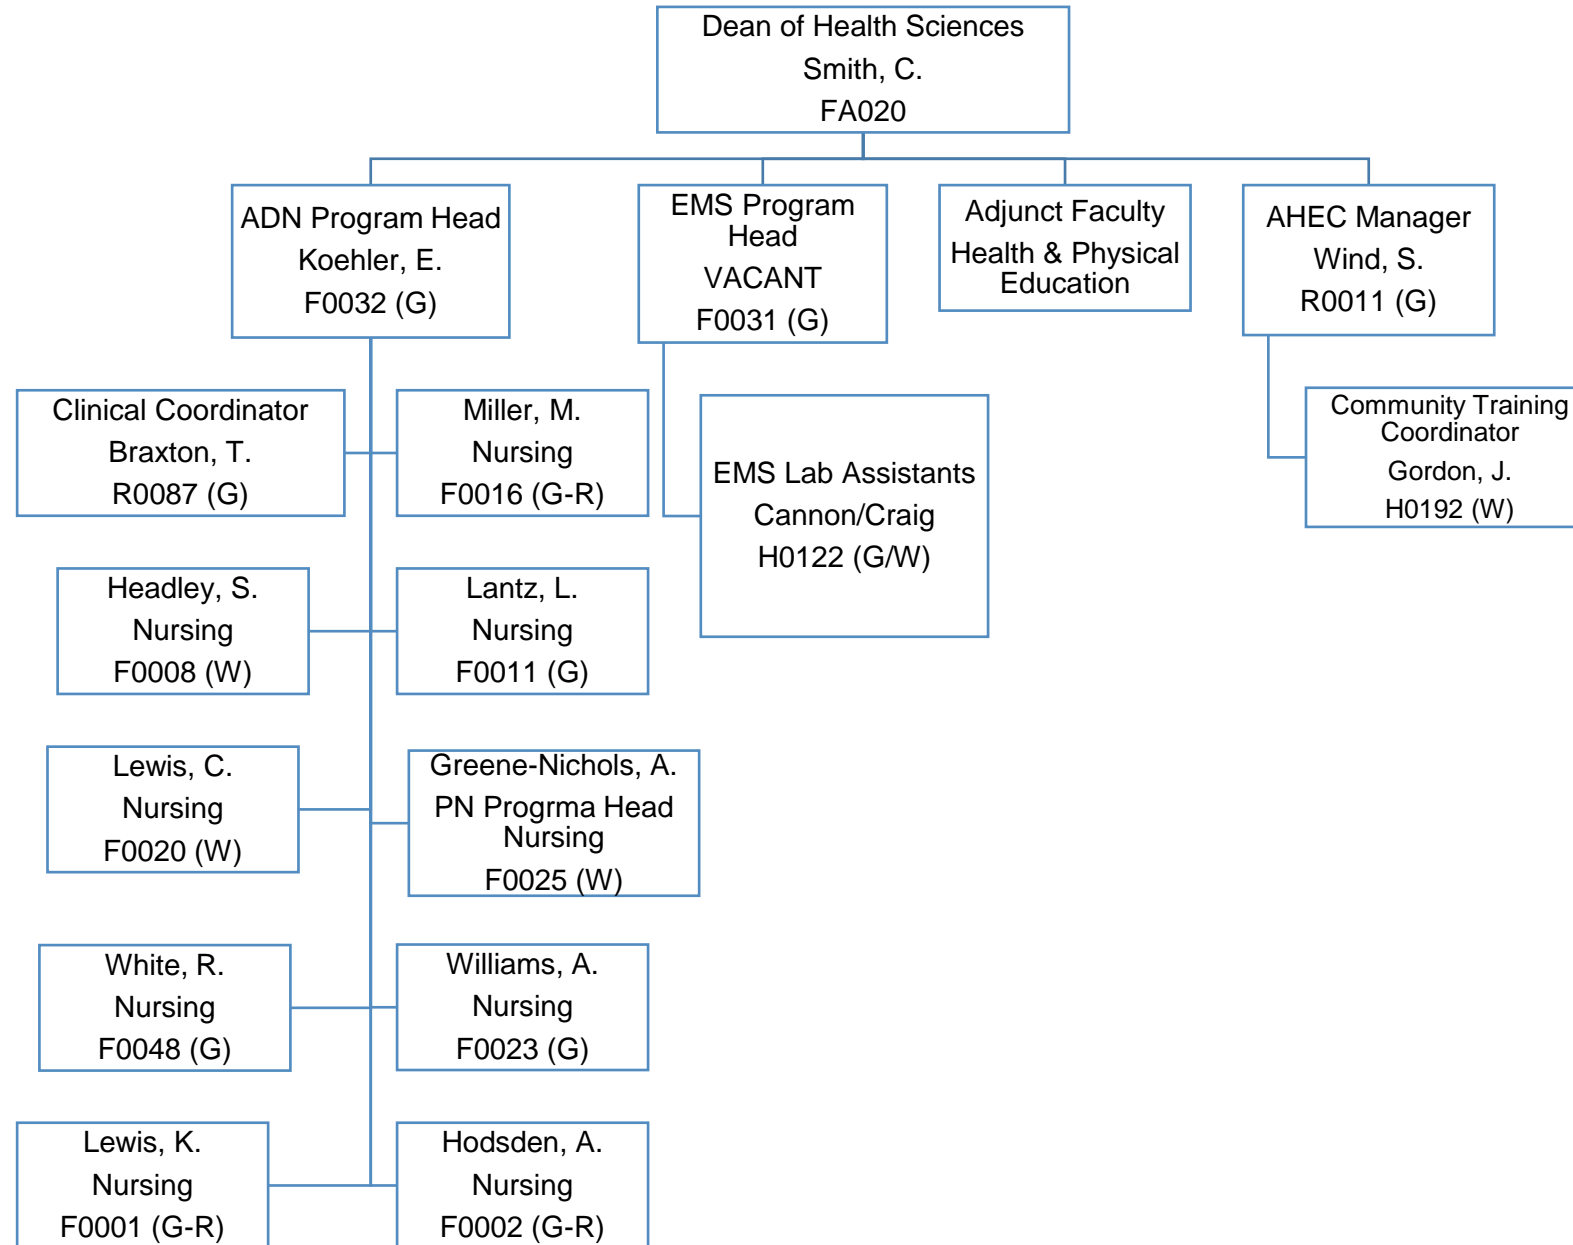 Dean of Health Sciences
Smith, C.
FA020
ADN Program Head
Koehler, E.
F0032 (G)
EMS Program
Head
VACANT
F0031 (G)
Adjunct Faculty
Health & Physical
Education
AHEC Manager
Wind, S.
R0011 (G)
Clinical Coordinator
Braxton, T.
R0087 (G)
Miller, M.
Nursing
F0016 (G-R)
EMS Lab Assistants
Cannon/Craig
H0122 (G/W)
Community Training
Coordinator
Gordon, J.
H0192 (W)
Headley, S.
Nursing
F0008 (W)
Lantz, L.
Nursing
F0011 (G)
Lewis, C.
Nursing
F0020 (W)
Greene-Nichols, A.
PN Progrma Head
Nursing
F0025 (W)
White, R.
Nursing
F0048 (G)
Williams, A.
Nursing
F0023 (G)
Lewis, K.
Nursing
F0001 (G-R)
Hodsden, A.
Nursing
F0002 (G-R)